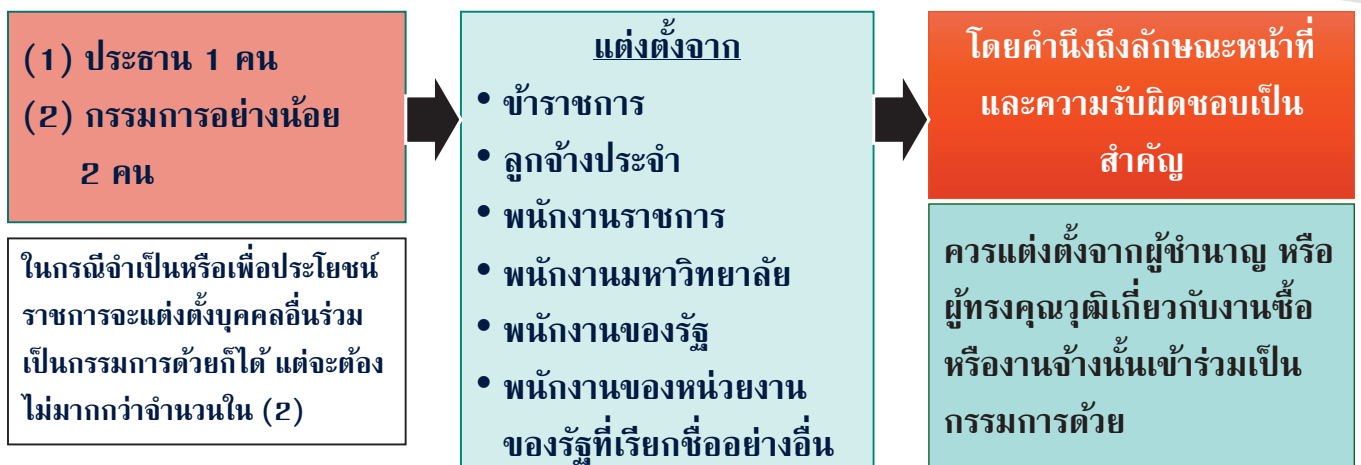 (1) ประธาน 1 คน
(2) กรรมการอย่างน้อย
2 คน
ในกรณีจำเป็นหรือเพื่อประโยชน์
ราชการจะแต่งตั้งบุคคลอื่นร่วม
เป็นกรรมการด้วยก็ได้ แต่จะต้อง
ไม่มากกว่าจำนวนใน (2)
แต่งตั้งจาก
• ข้าราชการ
• ลูกจ้างประจำ
• พนักงานราชการ
• พนักงานมหาวิทยาลัย
• พนักงานของรัฐ
• พนักงานของหน่วยงาน
ของรัฐที่เรียกชื่ออย่างอื่น
โดยคำนึงถึงลักษณะหน้าที่
และความรับผิดชอบเป็น
สำคัญ
ควรแต่งตั้งจากผู้ชำนาญ หรือ
ผู้ทรงคุณวุฒิเกี่ยวกับงานซื้อ
หรืองานจ้างนั้นเข้าร่วมเป็น
กรรมการด้วย